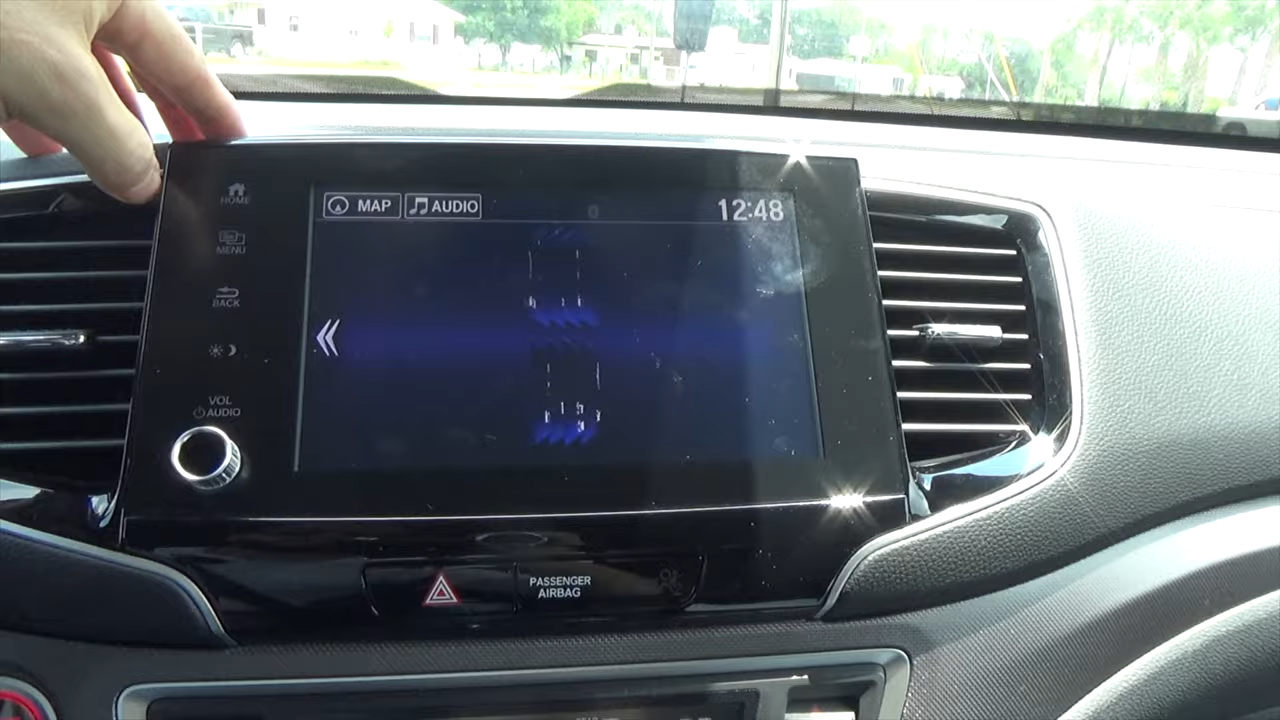 HOME
MAP
AUDIO
12:48
MENU
BACK
VOL
AUDIO
PASSENGER
AIRBAG